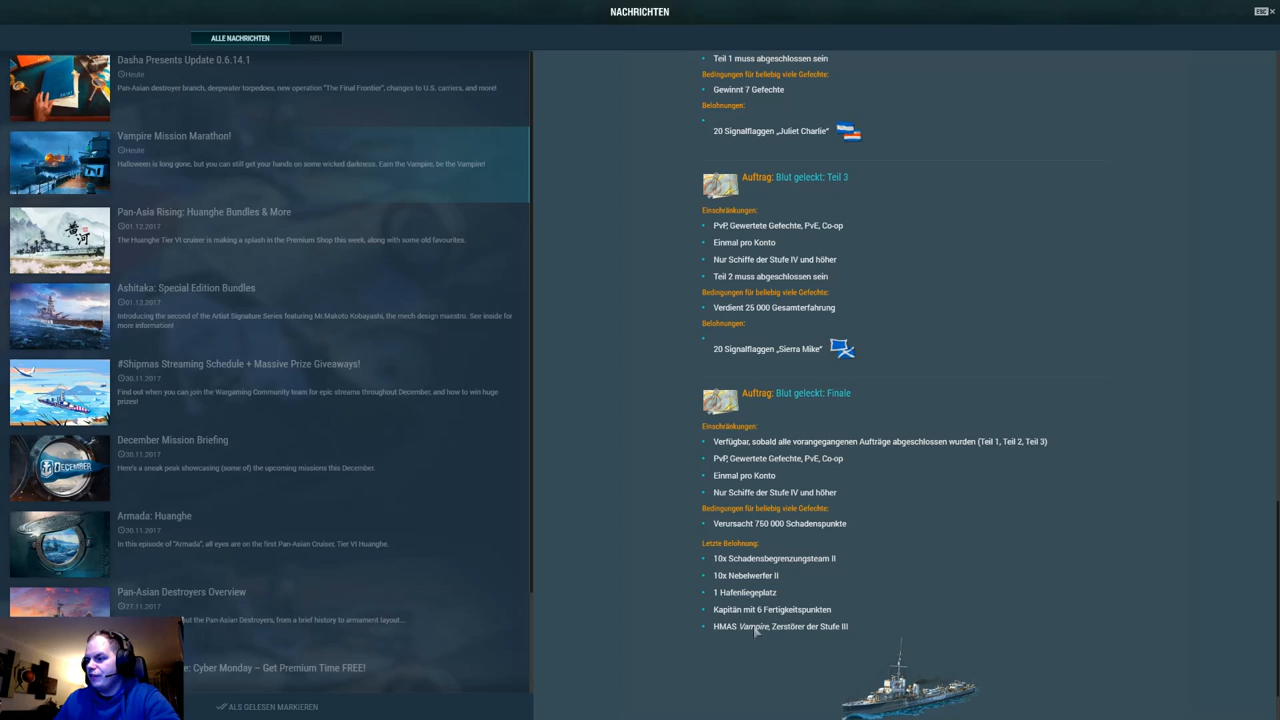 NACHRICHTEN
ESC ×
ALLE NACHRICHTEN
NEU
Dasha Presents Update 0.6.14.1
Heute
Pan-Asian destroyer branch, deepwater torpedoes, new operation "The Final Frontier", changes to U.S. carriers, and more!
Vampire Mission Marathon!
Heute
Halloween is long gone, but you can still get your hands on some wicked darkness. Earn the Vampire, be the Vampire!
Pan-Asia Rising: Huanghe Bundles & More
01.12.2017
The Huanghe Tier VI cruiser is making a splash in the Premium Shop this week, along with some old favourites.
Ashitaka: Special Edition Bundles
01.12.2017
Introducing the second of the Artist Signature Series featuring Mr.Makoto Kobayashi, the mech design maestro. See inside for
more information!
#Shipmas Streaming Schedule + Massive Prize Giveaways!
30.11.2017
Find out when you can join the Wargaming Community team for epic streams throughout December, and how to win huge
prizes!
DECEMBER
December Mission Briefing
30.11.2017
Here's a sneak peak showcasing (some of) the upcoming missions this December.
Armada: Huanghe
30.11.2017
In this episode of "Armada", all eyes are on the first Pan-Asian Cruiser, Tier VI Huanghe.
Pan-Asian Destroyers Overview
27.11.2017
out the Pan-Asian Destroyers, from a brief history to armament layout...
e: Cyber Monday – Get Premium Time FREE!
ALS GELESEN MARKIEREN
Teil 1 muss abgeschlossen sein
Bedingungen für beliebig viele Gefechte:
Gewinnt 7 Gefechte
Belohnungen:
20 Signalflaggen „Juliet Charlie"
Auftrag: Blut geleckt: Teil 3
Einschränkungen:
PvP, Gewertete Gefechte, PvE, Co-op
Einmal pro Konto
Nur Schiffe der Stufe IV und höher
Teil 2 muss abgeschlossen sein
Bedingungen für beliebig viele Gefechte:
Verdient 25 000 Gesamterfahrung
Belohnungen:
20 Signalflaggen „Sierra Mike"
Auftrag: Blut geleckt: Finale
Einschränkungen:
Verfügbar, sobald alle vorangegangenen Aufträge abgeschlossen wurden (Teil 1, Teil 2, Teil 3)
PvP, Gewertete Gefechte, PvE, Co-op
Einmal pro Konto
Nur Schiffe der Stufe IV und höher
Bedingungen für beliebig viele Gefechte:
Verursacht 750 000 Schadenspunkte
Letzte Belohnung:
10x Schadensbegrenzungsteam II
10x Nebelwerfer II
1 Hafenliegeplatz
Kapitän mit 6 Fertigkeitspunkten
HMAS Vampire, Zerstörer der Stufe III